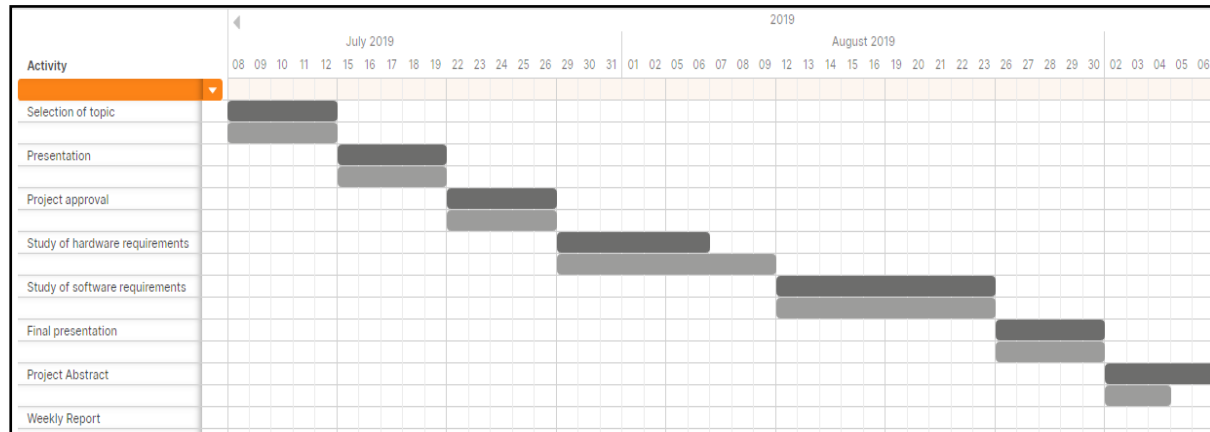 2019
July 2019 August 2019
Activity 08 09 10 11 12 15 16 17 18 19 22 23 24 25 26 29 30 31 01 02 05 06 07 08 09 12 13 14 15 16 19 20 21 22 23 26 27 28 29 30 02 03 04 05 06
Selection of topic
Presentation
Project approval
Study of hardware requirements
Study of software requirements
Final presentation
Project Abstract
Weekly Report